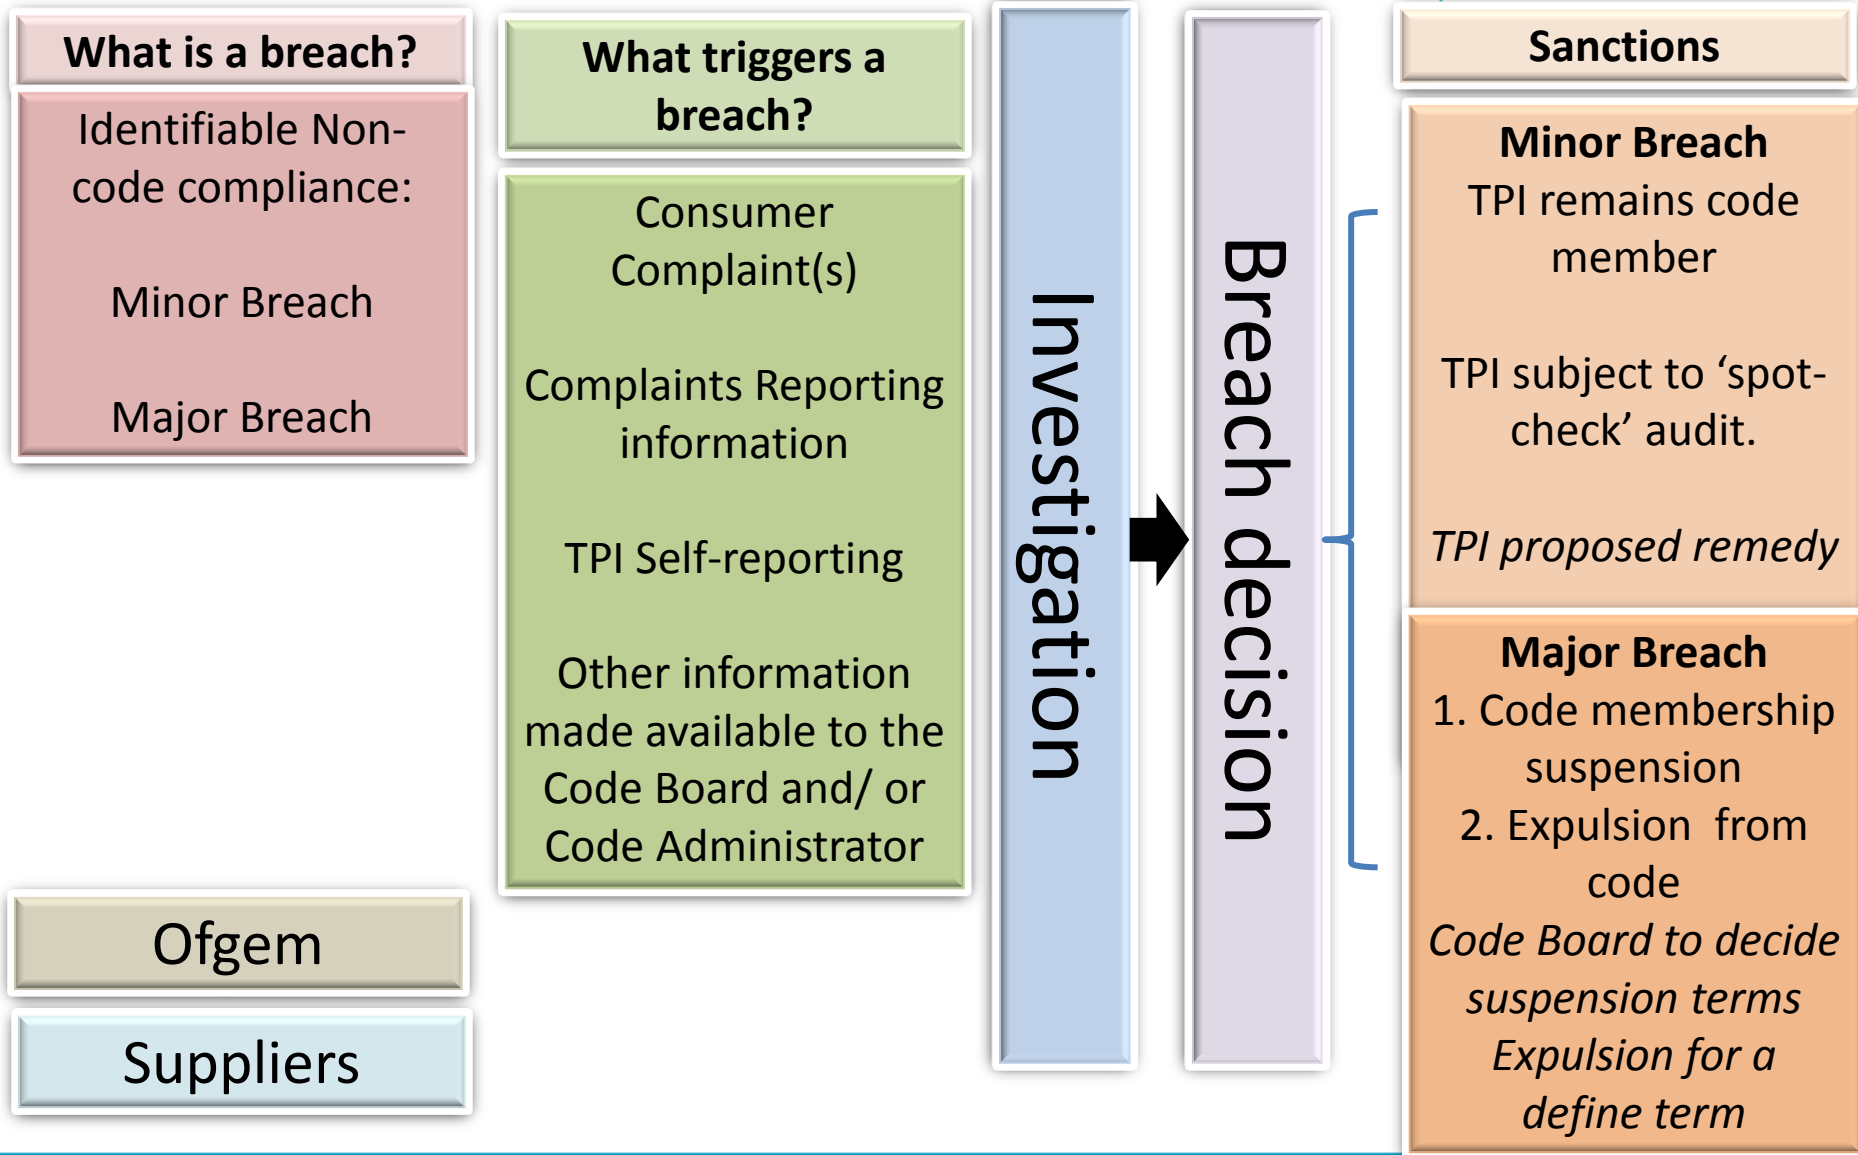 What is a breach?
Identifiable Non-
code compliance:
Minor Breach
Major Breach
Ofgem
Suppliers
What triggers a
breach?
Consumer
Complaint(s)
Complaints Reporting
information
TPI Self-reporting
Other information
made available to the
Code Board and/ or
Code Administrator
Investigation
Breach decision
Sanctions
Minor Breach
TPI remains code
member
TPI subject to ‘spot-
check’ audit.
TPI proposed remedy
Major Breach
1. Code membership
suspension
2. Expulsion  from
code
Code Board to decide
suspension terms
Expulsion for a
define term